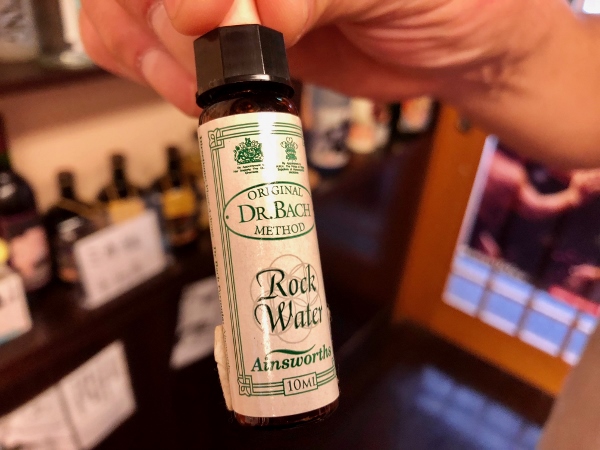 ORIGINAL
DR. BACH
METHOD
Rock
Water
Ainsworths
10ML